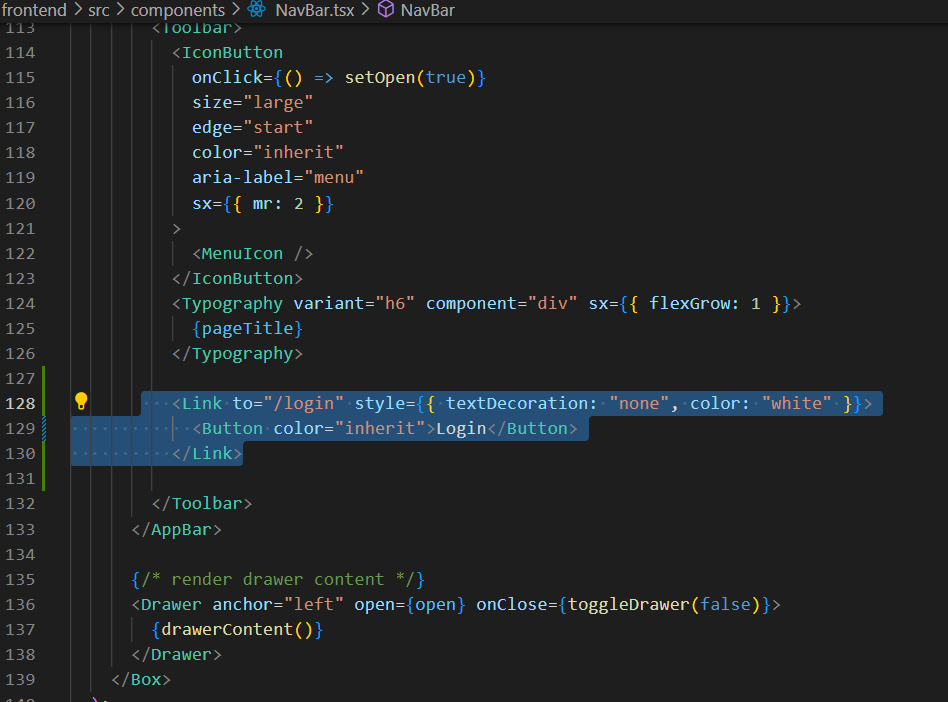 frontend > src > components > NavBar.tsx > NavBar
113 <Toolbar>
114 <IconButton
115 onClick={() => setOpen(true)}
116 size="large"
117 edge="start"
118 color="inherit"
119 aria-label="menu"
120 sx={{ mr: 2 }}
121 >
122 <MenuIcon />
123 </IconButton>
124 <Typography variant="h6" component="div" sx={{ flexGrow: 1 }}>
125 {pageTitle}
126 </Typography>
127
128 <Link to="/login" style={{ textDecoration: "none", color: "white" }}>
129 <Button color="inherit">Login</Button>
130 </Link>
131
132 </Toolbar>
133 </AppBar>
134
135 {/* render drawer content */}
136 <Drawer anchor="left" open={open} onClose={toggleDrawer(false)}>
137 {drawerContent()}
138 </Drawer>
139 </Box>